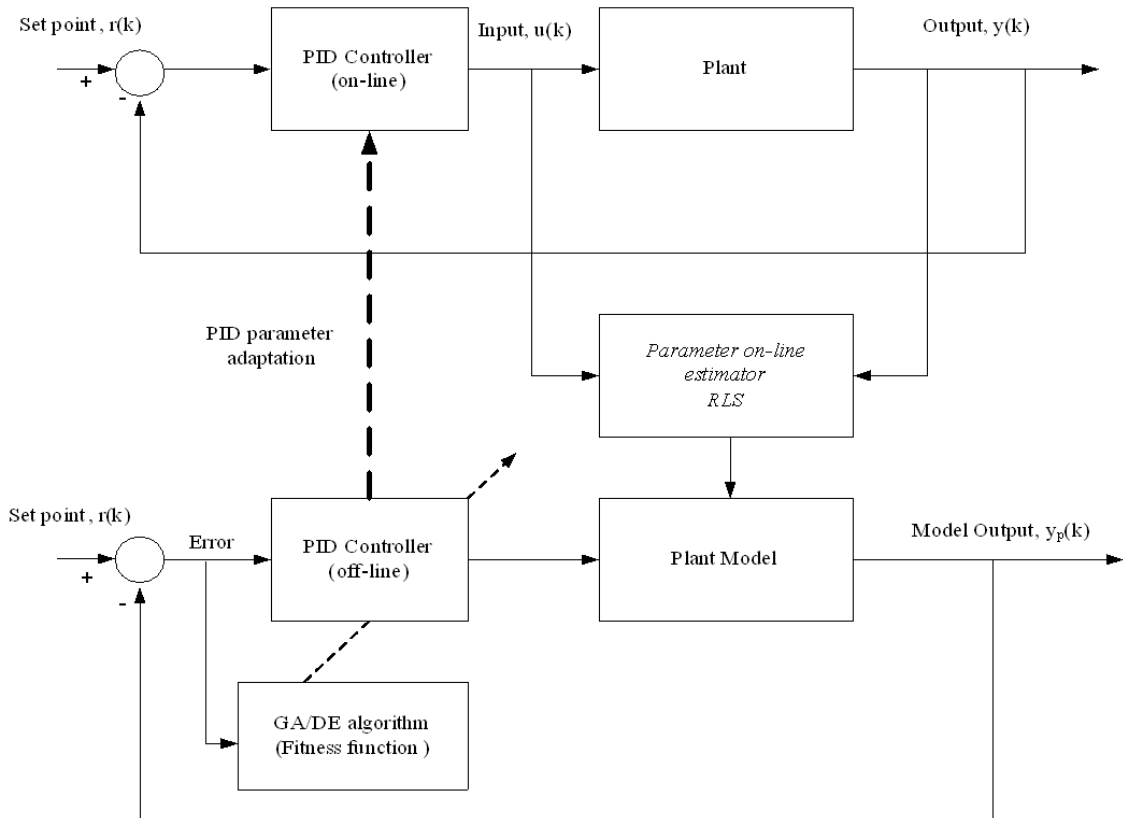 Set point , r(k)
Input, u(k)
Output, y(k)
PID Controller
(on-line)
Plant
+
-
PID parameter
adaptation
Parameter on-line
estimator
RLS
Set point , r(k)
Error
PID Controller
(off-line)
Plant Model
Model Output, yₚ(k)
+
-
GA/DE algorithm
(Fitness function )